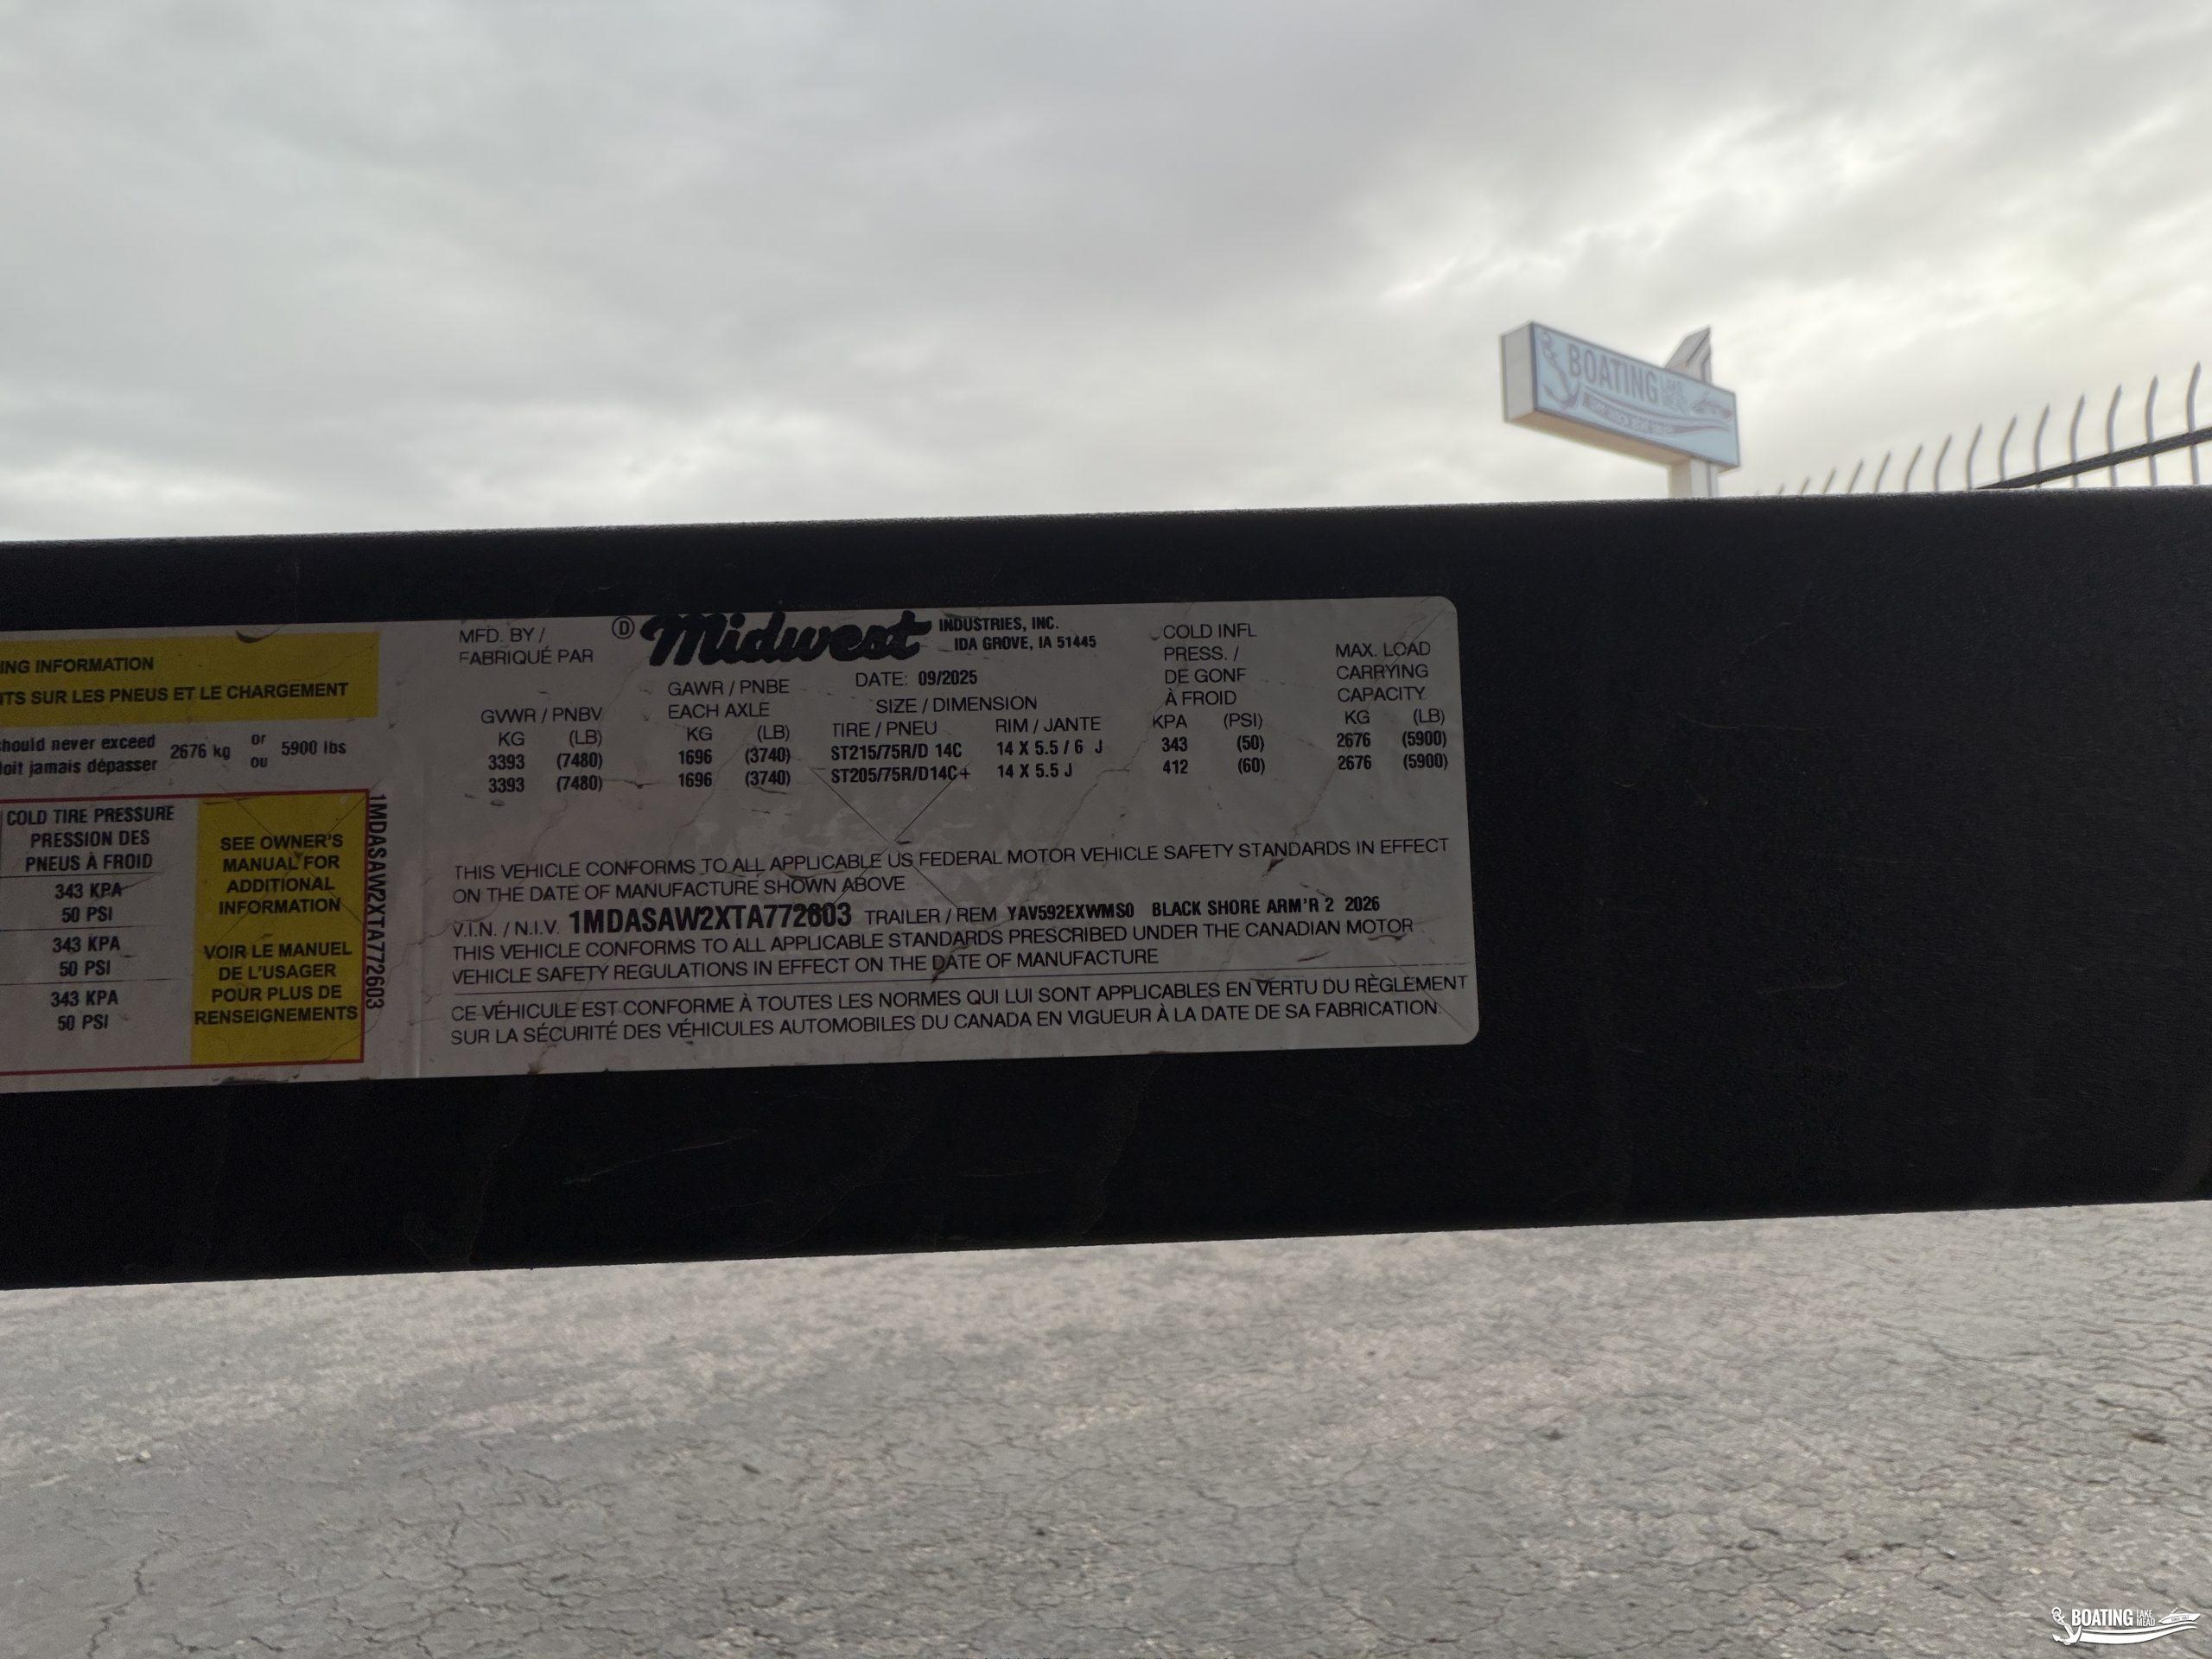 BOATING LAKE MEAD
ING INFORMATION
ITS SUR LES PNEUS ET LE CHARGEMENT
should never exceed 2676 kg or 5900 lbs
doit jamais dépasser ou
COLD TIRE PRESSURE
PRESSION DES
PNEUS À FROID
343 KPA
50 PSI
343 KPA
50 PSI
343 KPA
50 PSI
SEE OWNER'S
MANUAL FOR
ADDITIONAL
INFORMATION
VOIR LE MANUEL
DE L'USAGER
POUR PLUS DE
RENSEIGNEMENTS
1MDASAW2XTA772603
MFD. BY /
FABRIQUÉ PAR
D Midwest INDUSTRIES, INC.
IDA GROVE, IA 51445
DATE: 09/2025
GVWR / PNBV
KG (LB)
3393 (7480)
3393 (7480)
GAWR / PNBE
EACH AXLE
KG (LB)
1696 (3740)
1696 (3740)
SIZE / DIMENSION
TIRE / PNEU RIM / JANTE
ST215/75R/D 14C 14 X 5.5 / 6 J
ST205/75R/D14C+ 14 X 5.5 J
COLD INFL
PRESS. /
DE GONF
À FROID
KPA (PSI)
343 (50)
412 (60)
MAX. LOAD
CARRYING
CAPACITY
KG (LB)
2676 (5900)
2676 (5900)
THIS VEHICLE CONFORMS TO ALL APPLICABLE US FEDERAL MOTOR VEHICLE SAFETY STANDARDS IN EFFECT
ON THE DATE OF MANUFACTURE SHOWN ABOVE
V.I.N. / N.I.V. 1MDASAW2XTA772603 TRAILER / REM YAV592EXWMS0 BLACK SHORE ARM'R 2 2026
THIS VEHICLE CONFORMS TO ALL APPLICABLE STANDARDS PRESCRIBED UNDER THE CANADIAN MOTOR
VEHICLE SAFETY REGULATIONS IN EFFECT ON THE DATE OF MANUFACTURE
CE VÉHICULE EST CONFORME À TOUTES LES NORMES QUI LUI SONT APPLICABLES EN VERTU DU RÈGLEMENT
SUR LA SÉCURITÉ DES VÉHICULES AUTOMOBILES DU CANADA EN VIGUEUR À LA DATE DE SA FABRICATION.
BOATING LAKE MEAD